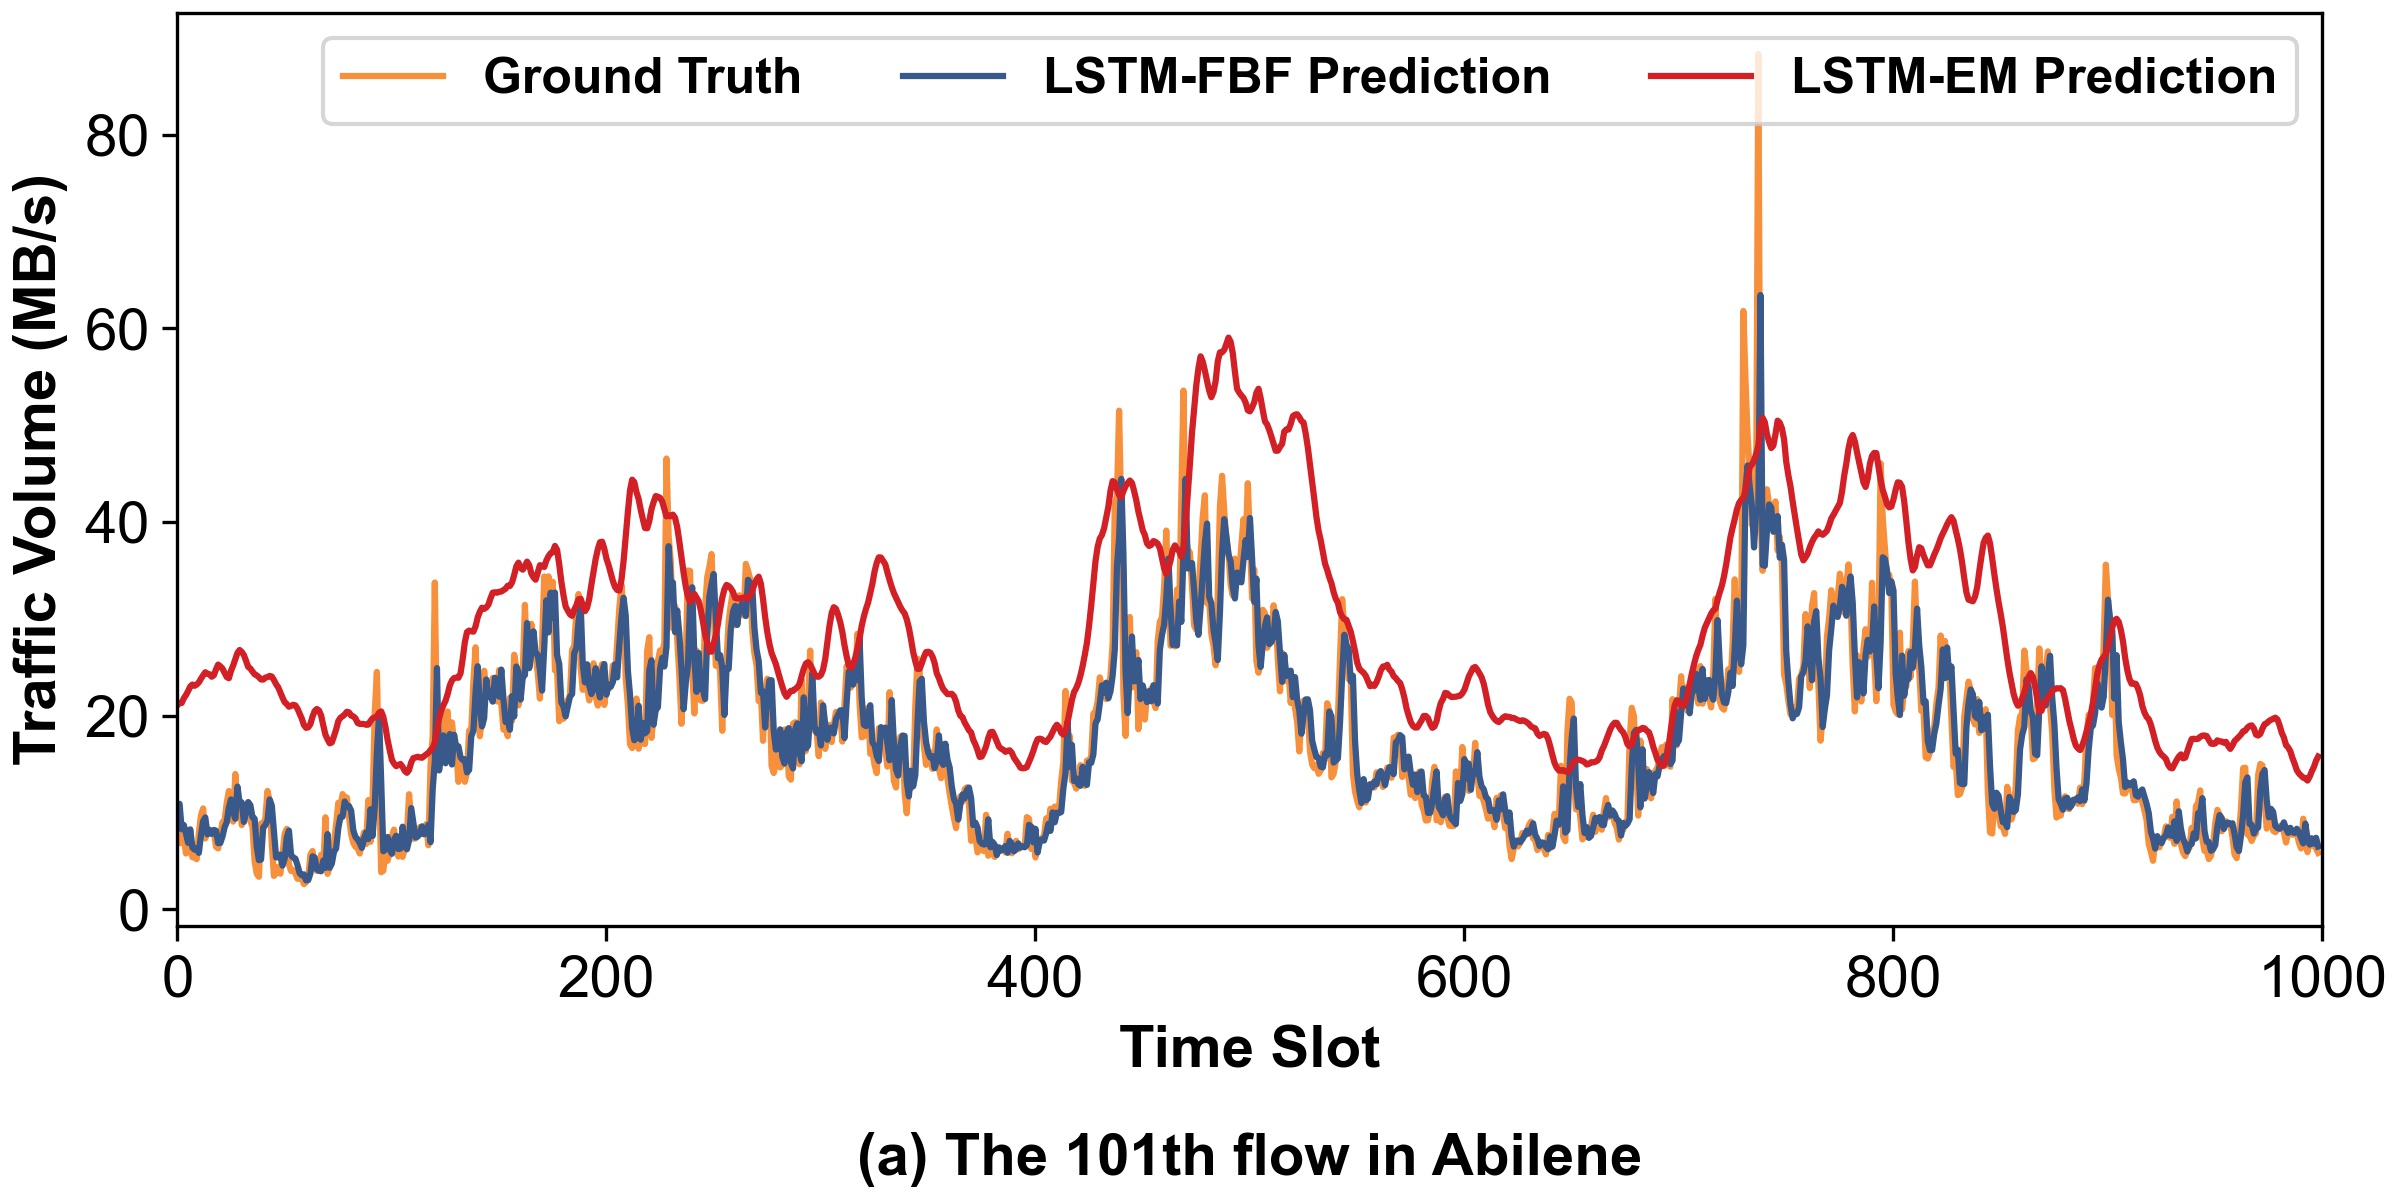 Ground Truth LSTM-FBF Prediction LSTM-EM Prediction
Traffic Volume (MB/s)
80
60
40
20
0
0 200 400 600 800 1000
Time Slot
(a) The 101th flow in Abilene